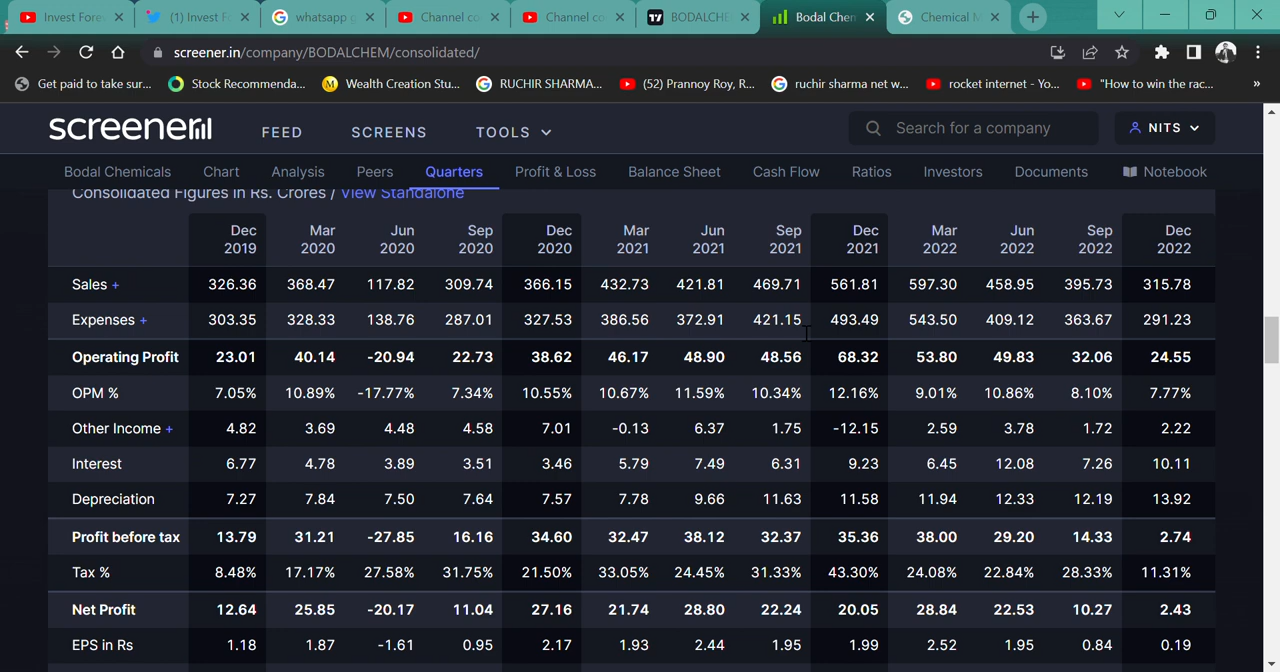 Invest Fores
(1) Invest F
whatsapp g
Channel co
Channel co
BODALCHE
Bodal Chem
Chemical M
screener.in/company/BODALCHEM/consolidated/
Get paid to take sur...
Stock Recommenda...
Wealth Creation Stu...
RUCHIR SHARMA...
(52) Prannoy Roy, R...
ruchir sharma net w...
rocket internet - Yo...
"How to win the rac...
»
screener
FEED
SCREENS
TOOLS
Search for a company
NITS
Bodal Chemicals
Chart
Analysis
Peers
Quarters
Profit & Loss
Balance Sheet
Cash Flow
Ratios
Investors
Documents
Notebook
Consolidated Figures in Rs. Crores / View Standalone
Dec Mar Jun Sep Dec Mar Jun Sep Dec Mar Jun Sep Dec
2019 2020 2020 2020 2020 2021 2021 2021 2021 2022 2022 2022 2022
Sales + 326.36 368.47 117.82 309.74 366.15 432.73 421.81 469.71 561.81 597.30 458.95 395.73 315.78
Expenses + 303.35 328.33 138.76 287.01 327.53 386.56 372.91 421.15 493.49 543.50 409.12 363.67 291.23
Operating Profit 23.01 40.14 -20.94 22.73 38.62 46.17 48.90 48.56 68.32 53.80 49.83 32.06 24.55
OPM % 7.05% 10.89% -17.77% 7.34% 10.55% 10.67% 11.59% 10.34% 12.16% 9.01% 10.86% 8.10% 7.77%
Other Income + 4.82 3.69 4.48 4.58 7.01 -0.13 6.37 1.75 -12.15 2.59 3.78 1.72 2.22
Interest 6.77 4.78 3.89 3.51 3.46 5.79 7.49 6.31 9.23 6.45 12.08 7.26 10.11
Depreciation 7.27 7.84 7.50 7.64 7.57 7.78 9.66 11.63 11.58 11.94 12.33 12.19 13.92
Profit before tax 13.79 31.21 -27.85 16.16 34.60 32.47 38.12 32.37 35.36 38.00 29.20 14.33 2.74
Tax % 8.48% 17.17% 27.58% 31.75% 21.50% 33.05% 24.45% 31.33% 43.30% 24.08% 22.84% 28.33% 11.31%
Net Profit 12.64 25.85 -20.17 11.04 27.16 21.74 28.80 22.24 20.05 28.84 22.53 10.27 2.43
EPS in Rs 1.18 1.87 -1.61 0.95 2.17 1.93 2.44 1.95 1.99 2.52 1.95 0.84 0.19